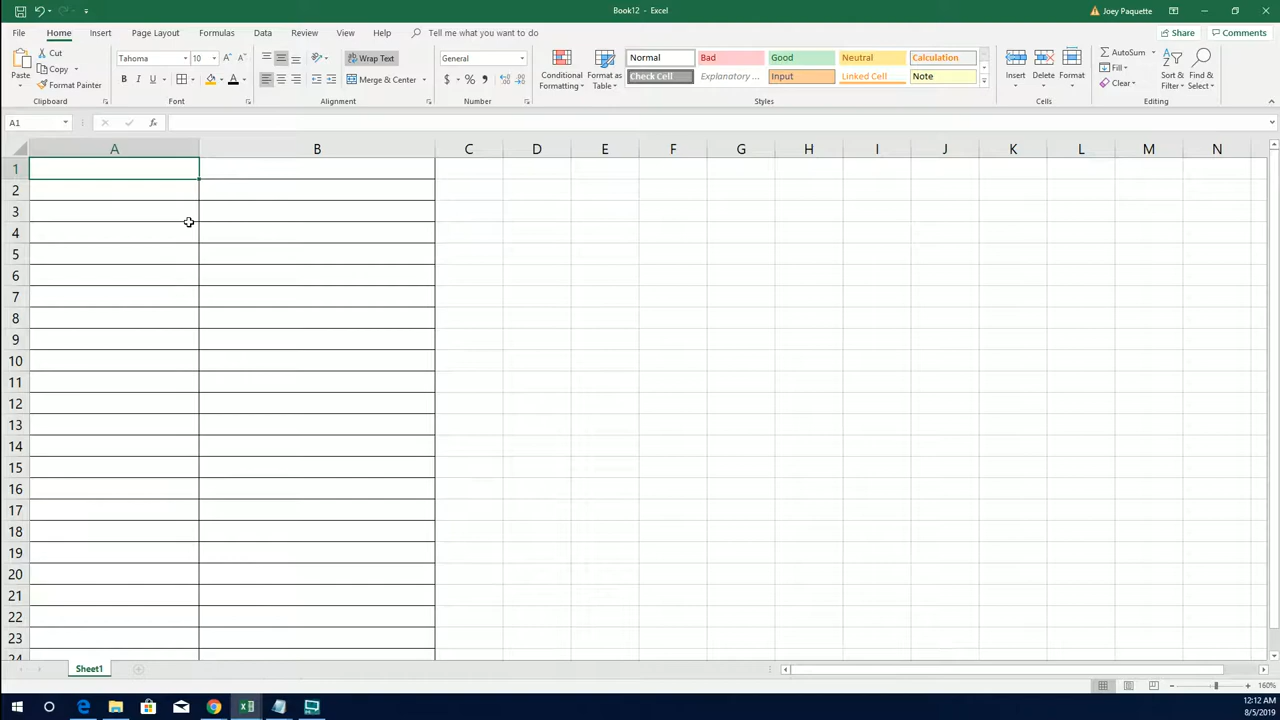 Book12 - Excel
Joey Paquette
File Home Insert Page Layout Formulas Data Review View Help Tell me what you want to do
Share Comments
Paste
Cut
Copy
Format Painter
Clipboard
Tahoma 10
B I U
Font
Wrap Text
Merge & Center
Alignment
General
$ % ,
Number
Conditional
Formatting
Format as
Table
Normal Bad Good Neutral Calculation
Check Cell Explanatory ... Input Linked Cell Note
Styles
Insert Delete Format
Cells
AutoSum
Fill
Clear
Sort &
Filter
Find &
Select
Editing
A1
fx
A B C D E F G H I J K L M N
1
2
3
4
5
6
7
8
9
10
11
12
13
14
15
16
17
18
19
20
21
22
23
24
Sheet1
160%
12:12 AM
8/5/2019